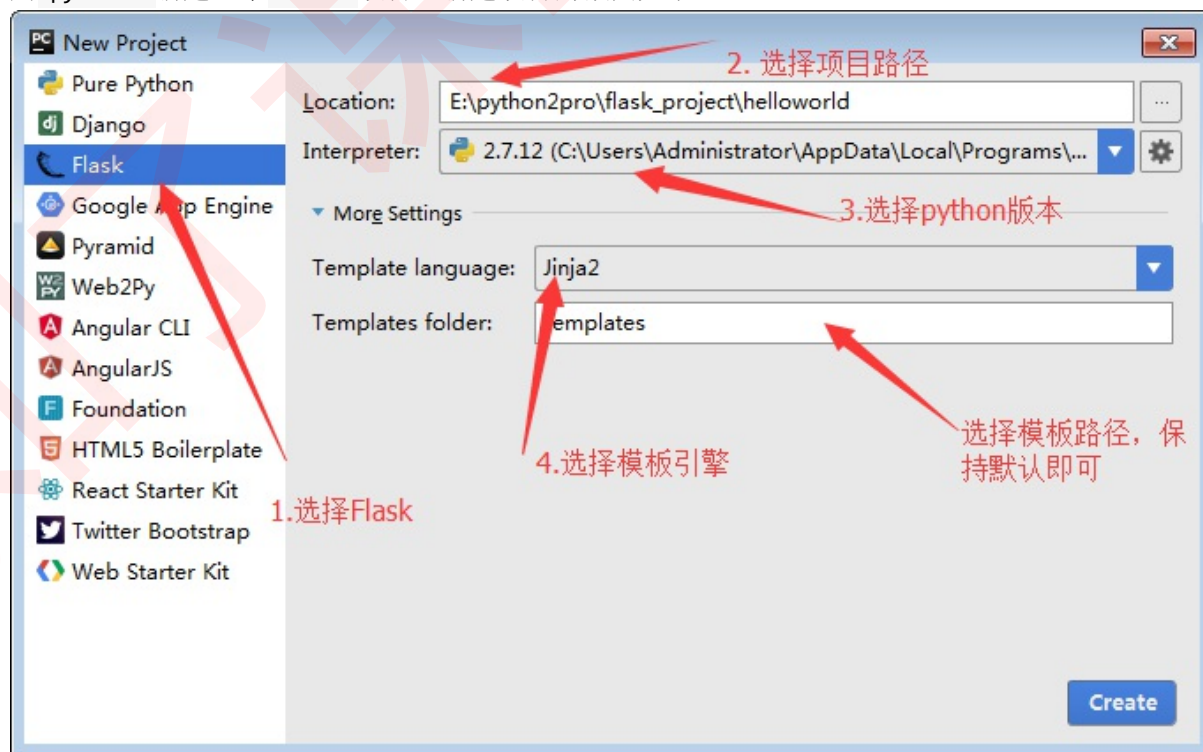 New Project
Pure Python
Django
Flask
Google App Engine
Pyramid
Web2Py
Angular CLI
AngularJS
Foundation
HTML5 Boilerplate
React Starter Kit
Twitter Bootstrap
Web Starter Kit
2. 选择项目路径
Location: E:\python2pro\flask_project\helloworld ...
Interpreter: 2.7.12 (C:\Users\Administrator\AppData\Local\Programs\...
3.选择python版本
More Settings
Template language: Jinja2
Templates folder: templates
选择模板路径，保
持默认即可
4.选择模板引擎
1.选择Flask
Create